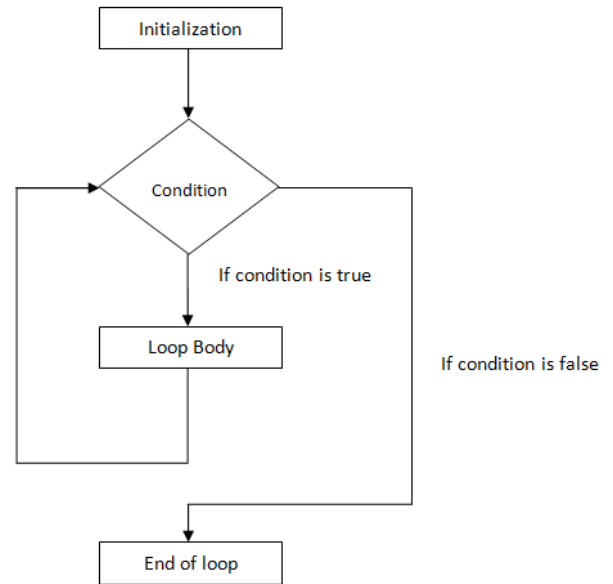 Initialization
Condition
If condition is true
Loop Body
If condition is false
End of loop